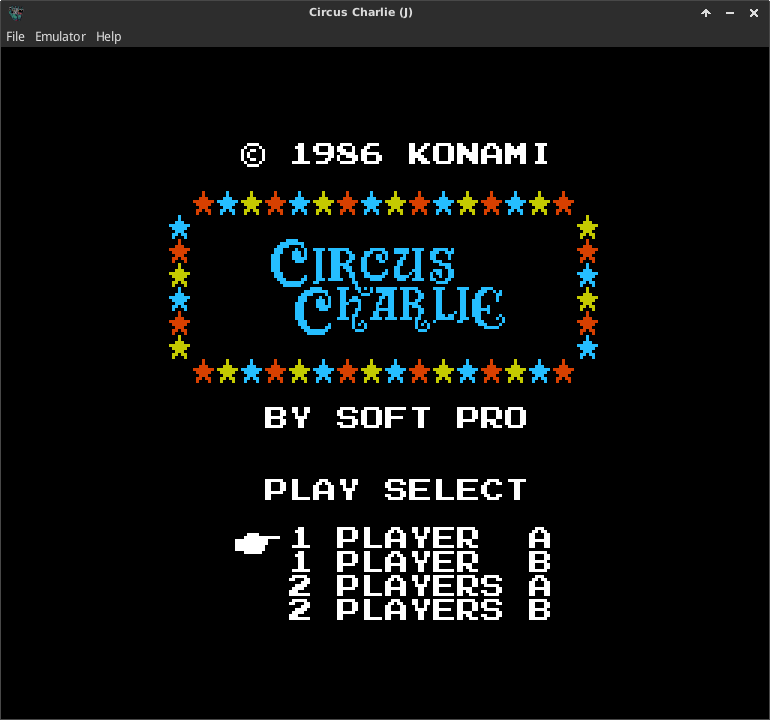 Circus Charlie (J)
File Emulator Help
© 1986 KONAMI
CIRCUS
CHARLIE
BY SOFT PRO
PLAY SELECT
1 PLAYER A
1 PLAYER B
2 PLAYERS A
2 PLAYERS B